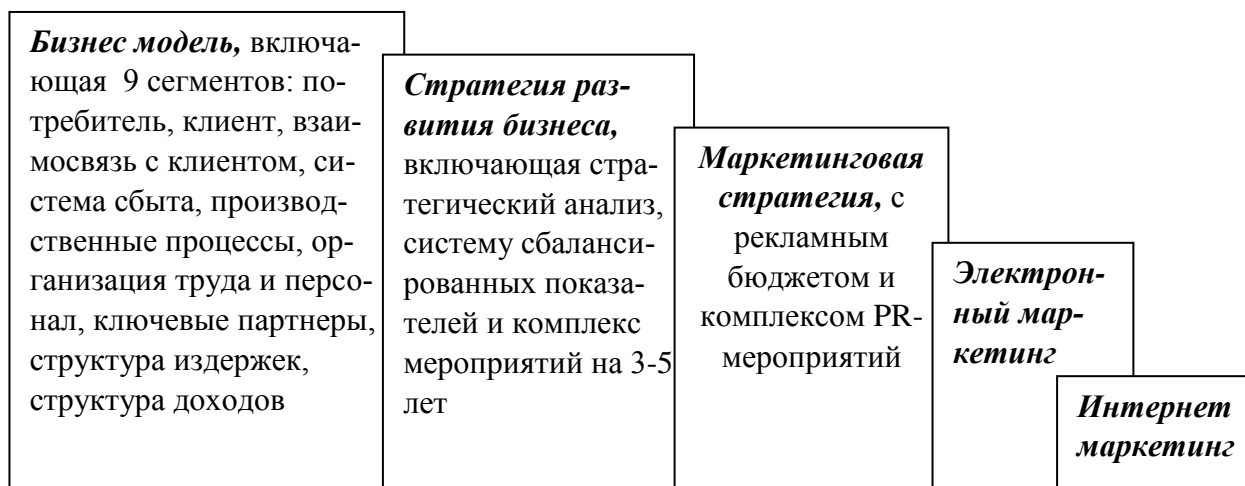 Бизнес модель, включа-
ющая 9 сегментов: по-
требитель, клиент, взаи-
мосвязь с клиентом, си-
стема сбыта, производ-
ственные процессы, ор-
ганизация труда и персо-
нал, ключевые партнеры,
структура издержек,
структура доходов
Стратегия раз-
вития бизнеса,
включающая стра-
тегический анализ,
систему сбаланси-
рованных показа-
телей и комплекс
мероприятий на 3-5
лет
Маркетинговая
стратегия, с
рекламным
бюджетом и
комплексом PR-
мероприятий
Электрон-
ный мар-
кетинг
Интернет
маркетинг